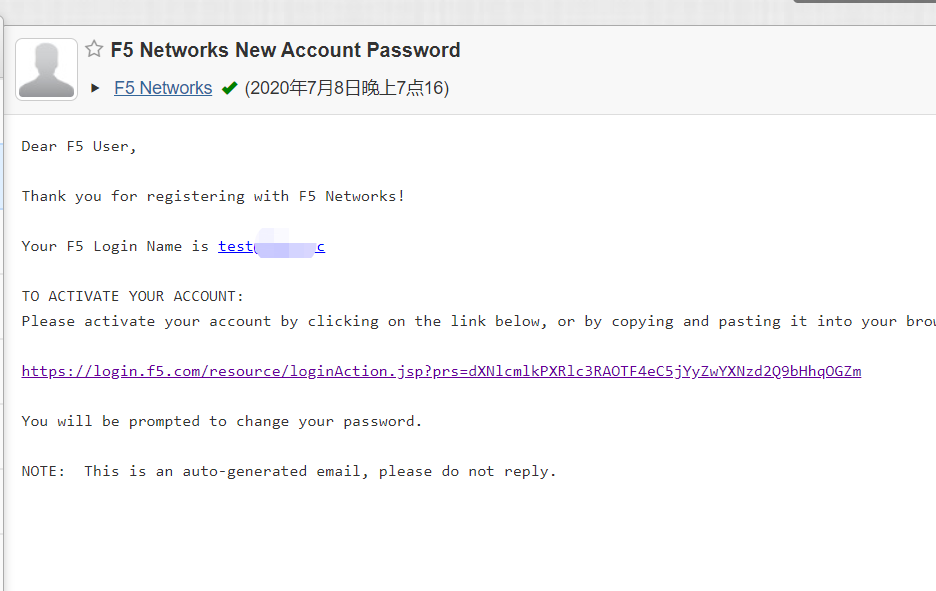 F5 Networks New Account Password
F5 Networks (2020年7月8日晚上7点16)
Dear F5 User,
Thank you for registering with F5 Networks!
Your F5 Login Name is test c
TO ACTIVATE YOUR ACCOUNT:
Please activate your account by clicking on the link below, or by copying and pasting it into your
https://login.f5.com/resource/loginAction.jsp?prs=dXNlcmlkPXRlc3RAOTF4eC5jYyZwYXNzd2Q9bHhqOGZm
You will be prompted to change your password.
NOTE:  This is an auto-generated email, please do not reply.